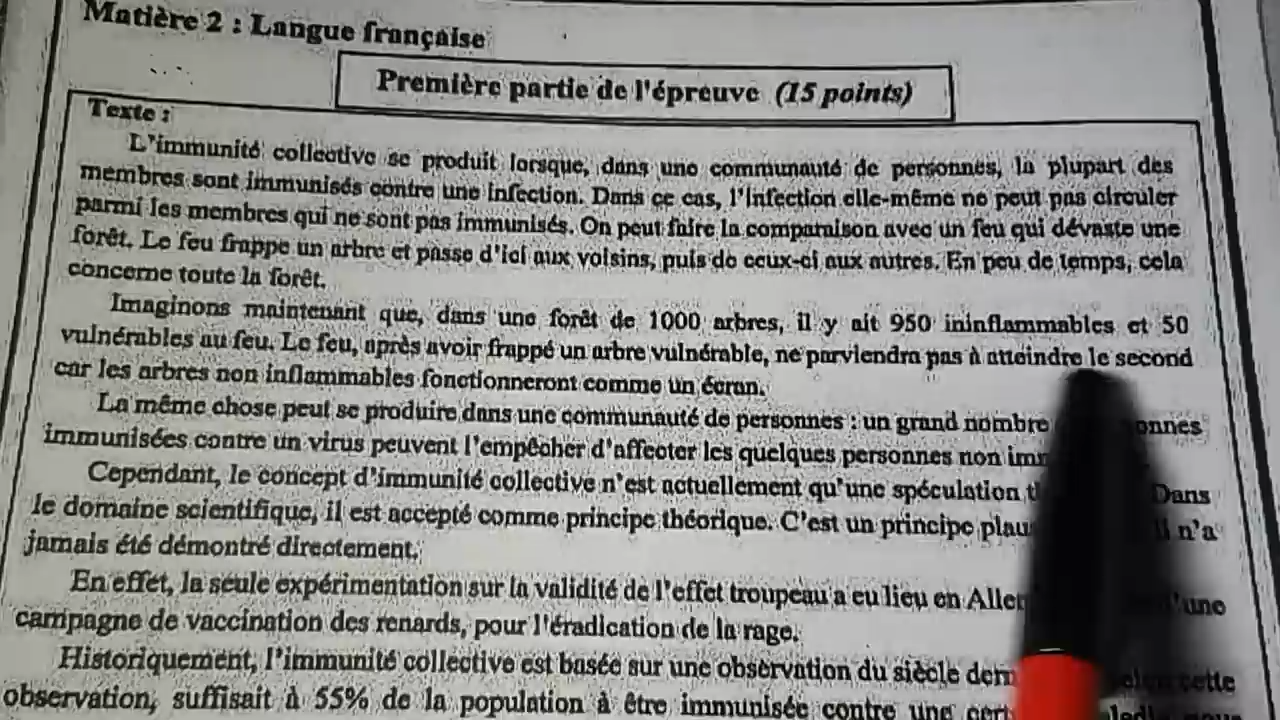 Matière 2 : Langue française
Première partie de l'épreuve (15 points)
Texte :
L'immunité collective se produit lorsque, dans une communauté de personnes, la plupart des
membres sont immunisés contre une infection. Dans ce cas, l'infection elle-même ne peut pas circuler
parmi les membres qui ne sont pas immunisés. On peut faire la comparaison avec un feu qui dévaste une
forêt. Le feu frappe un arbre et passe d'ici aux voisins, puis de ceux-ci aux autres. En peu de temps, cela
concerne toute la forêt.
Imaginons maintenant que, dans une forêt de 1000 arbres, il y ait 950 ininflammables et 50
vulnérables au feu. Le feu, après avoir frappé un arbre vulnérable, ne parviendra pas à atteindre le second
car les arbres non inflammables fonctionneront comme un écran.
La même chose peut se produire dans une communauté de personnes : un grand nombre
immunisées contre un virus peuvent l'empêcher d'affecter les quelques personnes non
Cependant, le concept d'immunité collective n'est actuellement qu'une spéculation Dans
le domaine scientifique, il est accepté comme principe théorique. C'est un principe n'a
jamais été démontré directement.
En effet, la seule expérimentation sur la validité de l'effet troupeau a eu lieu en d'une
campagne de vaccination des renards, pour l'éradication de la rage.
Historiquement, l'immunité collective est basée sur une observation du siècle cette
observation, suffisait à 55% de la population à être immunisée contre une